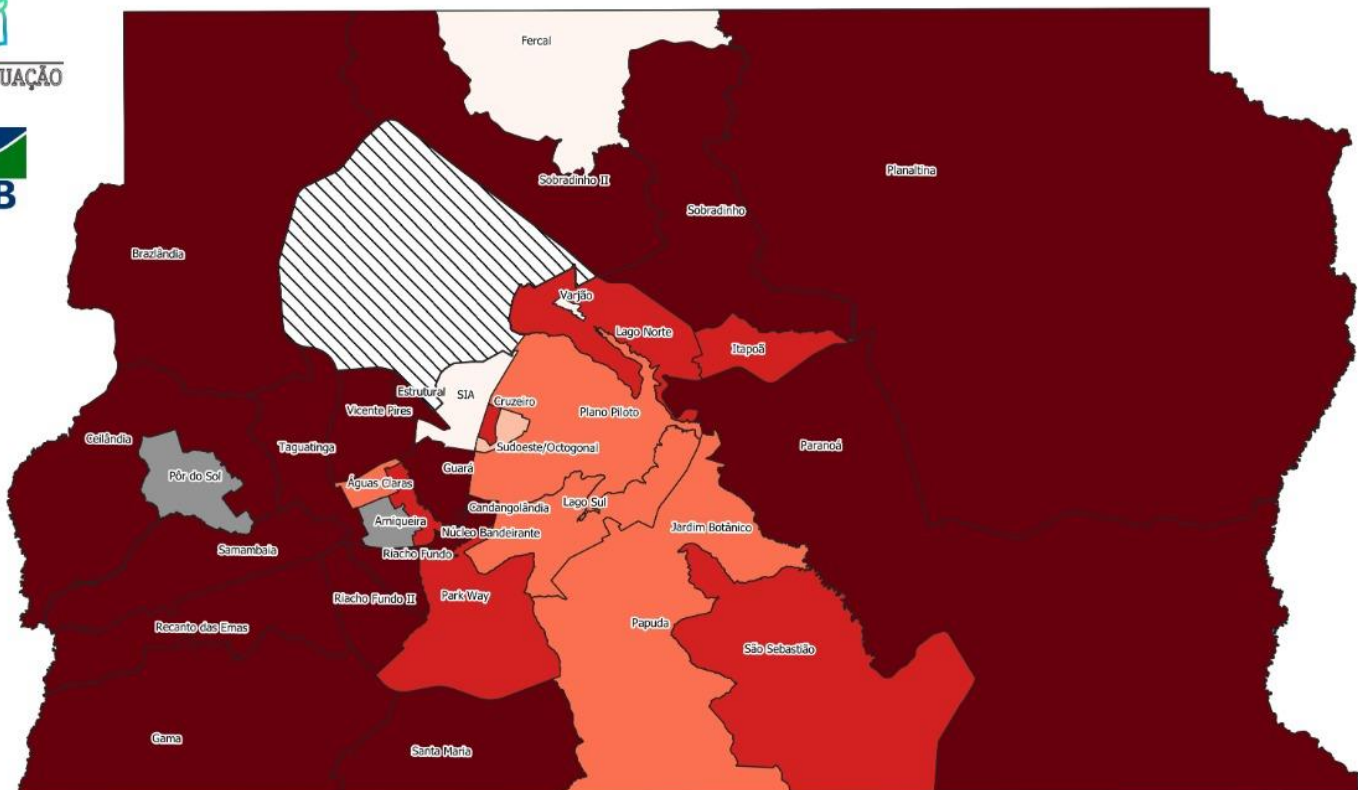 UAÇÃO
B
Fercal
Planaltina
Sobradinho II
Sobradinho
Brazlândia
Varjão
Lago Norte
Itapoã
Estrutural
SIA
Cruzeiro
Vicente Pires
Plano Piloto
Ceilândia
Taguatinga
Sudoeste/Octogonal
Paranoá
Guará
Pôr do Sol
Águas Claras
Lago Sul
Candangolândia
Arniqueira
Núcleo Bandeirante
Jardim Botânico
Samambaia
Riacho Fundo
Riacho Fundo II
Park Way
Recanto das Emas
Papuda
São Sebastião
Gama
Santa Maria